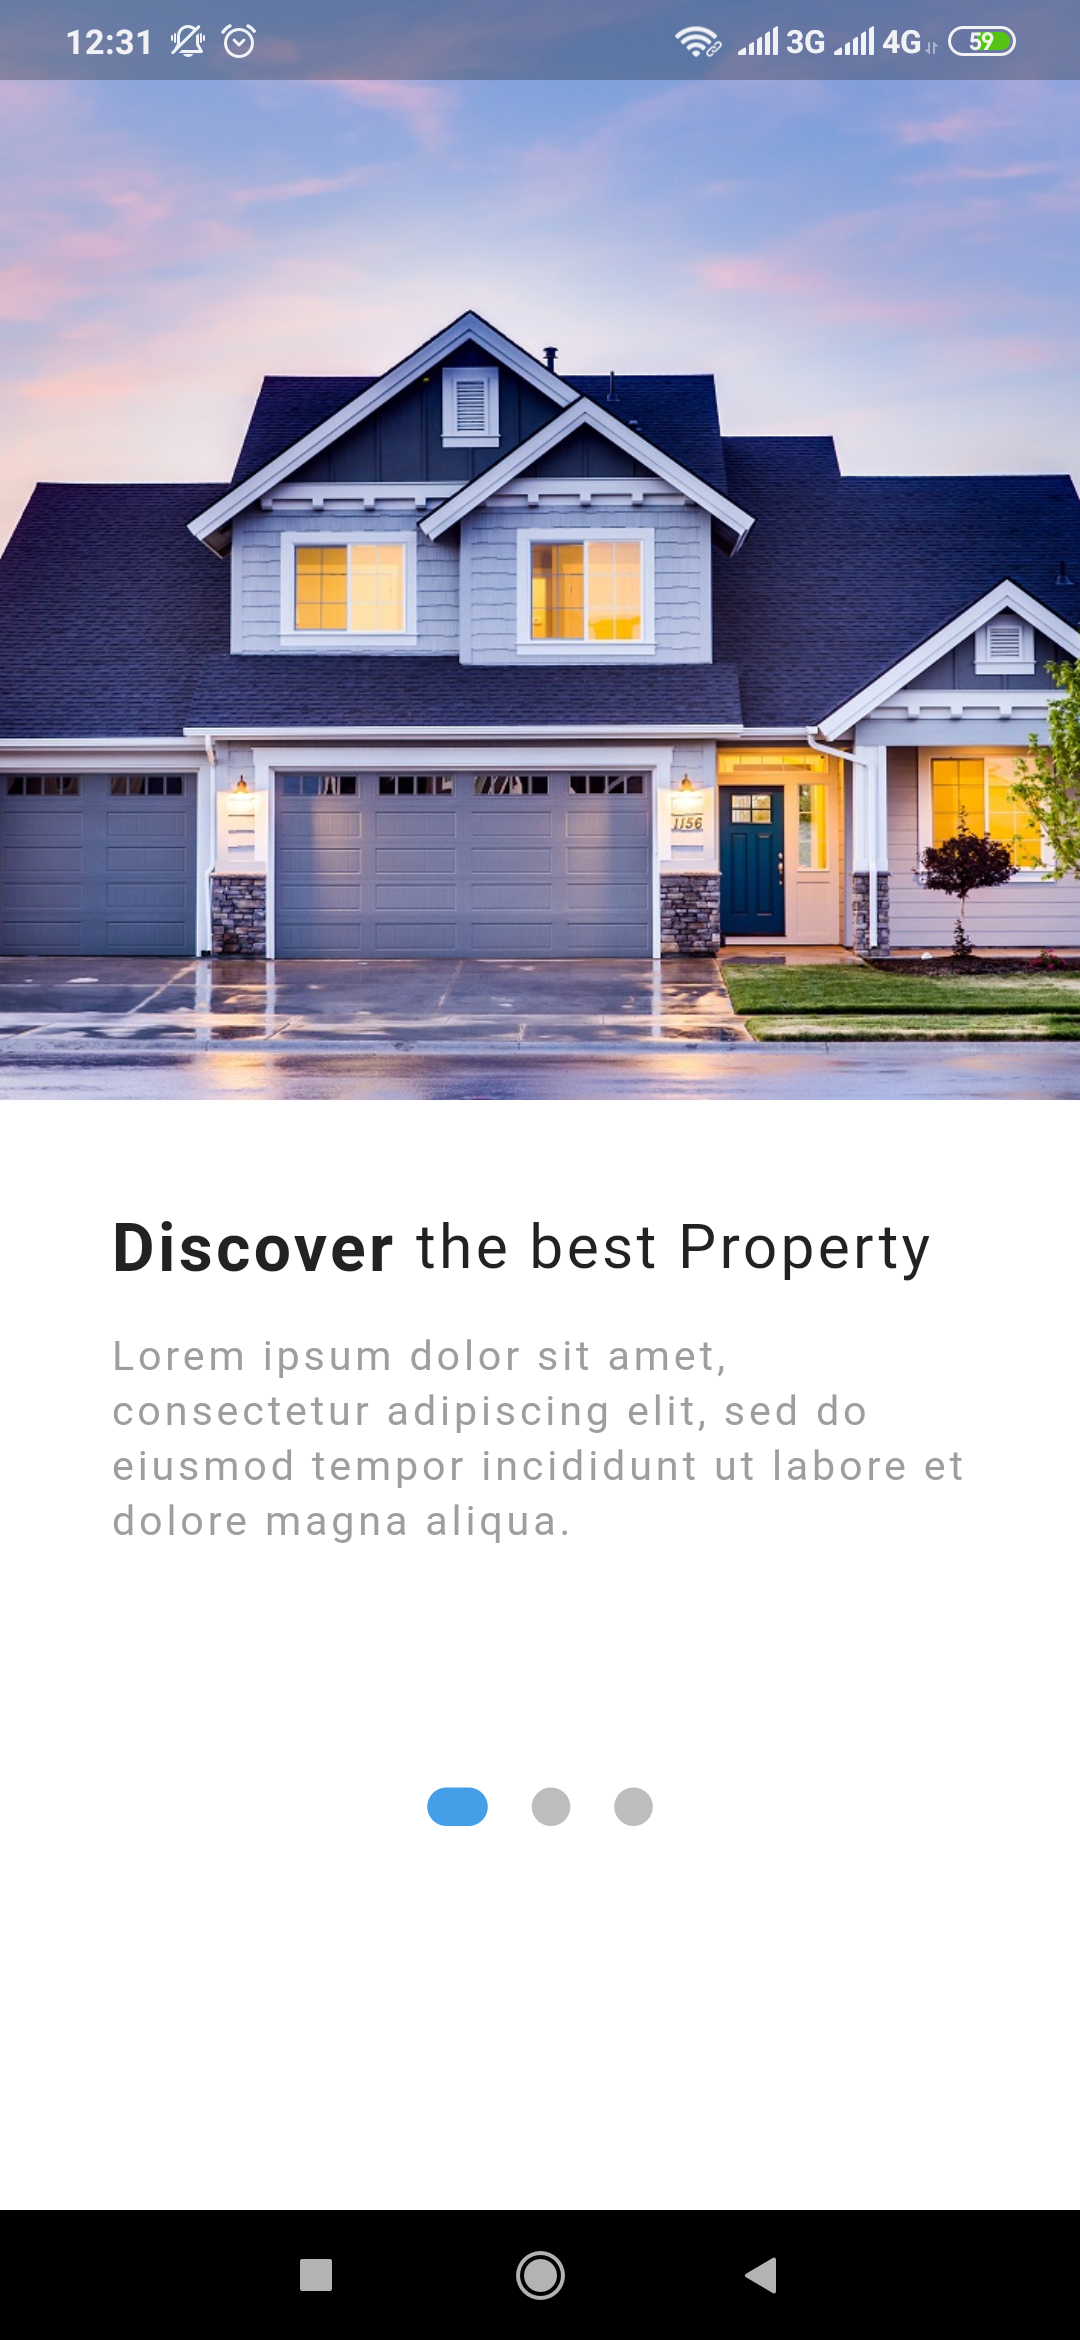 12:31 3G 4G 59
1156
Discover the best Property
Lorem ipsum dolor sit amet,
consectetur adipiscing elit, sed do
eiusmod tempor incididunt ut labore et
dolore magna aliqua.